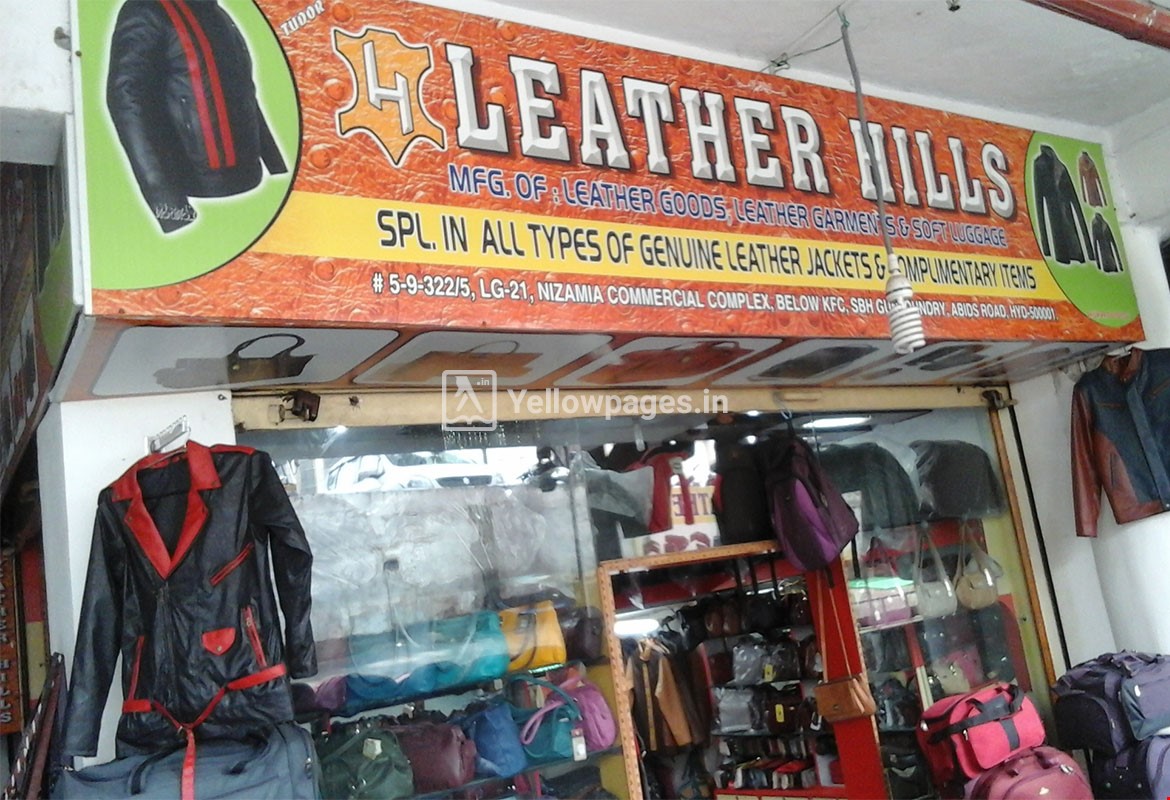 TUDOR
LEATHER HILLS
MFG. OF : LEATHER GOODS, LEATHER GARMENTS & SOFT LUGGAGE
SPL. IN ALL TYPES OF GENUINE LEATHER JACKETS & COMPLIMENTARY ITEMS
# 5-9-322/5, LG-21, NIZAMIA COMMERCIAL COMPLEX, BELOW KFC, SBH GUNFOUNDRY, ABIDS ROAD, HYD-500001.
.in
Yellowpages.in